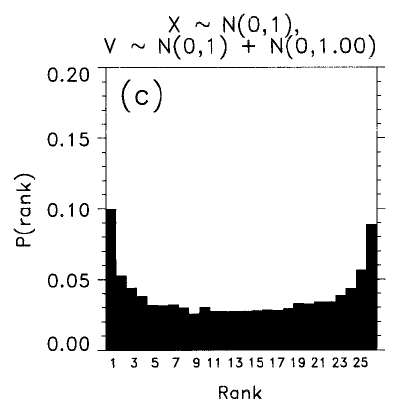 X ~ N(0,1),
V ~ N(0,1) + N(0,1.00)
(c)
0.20
0.15
0.10
0.05
0.00
P(rank)
1 3 5 7 9 11 13 15 17 19 21 23 25
Rank